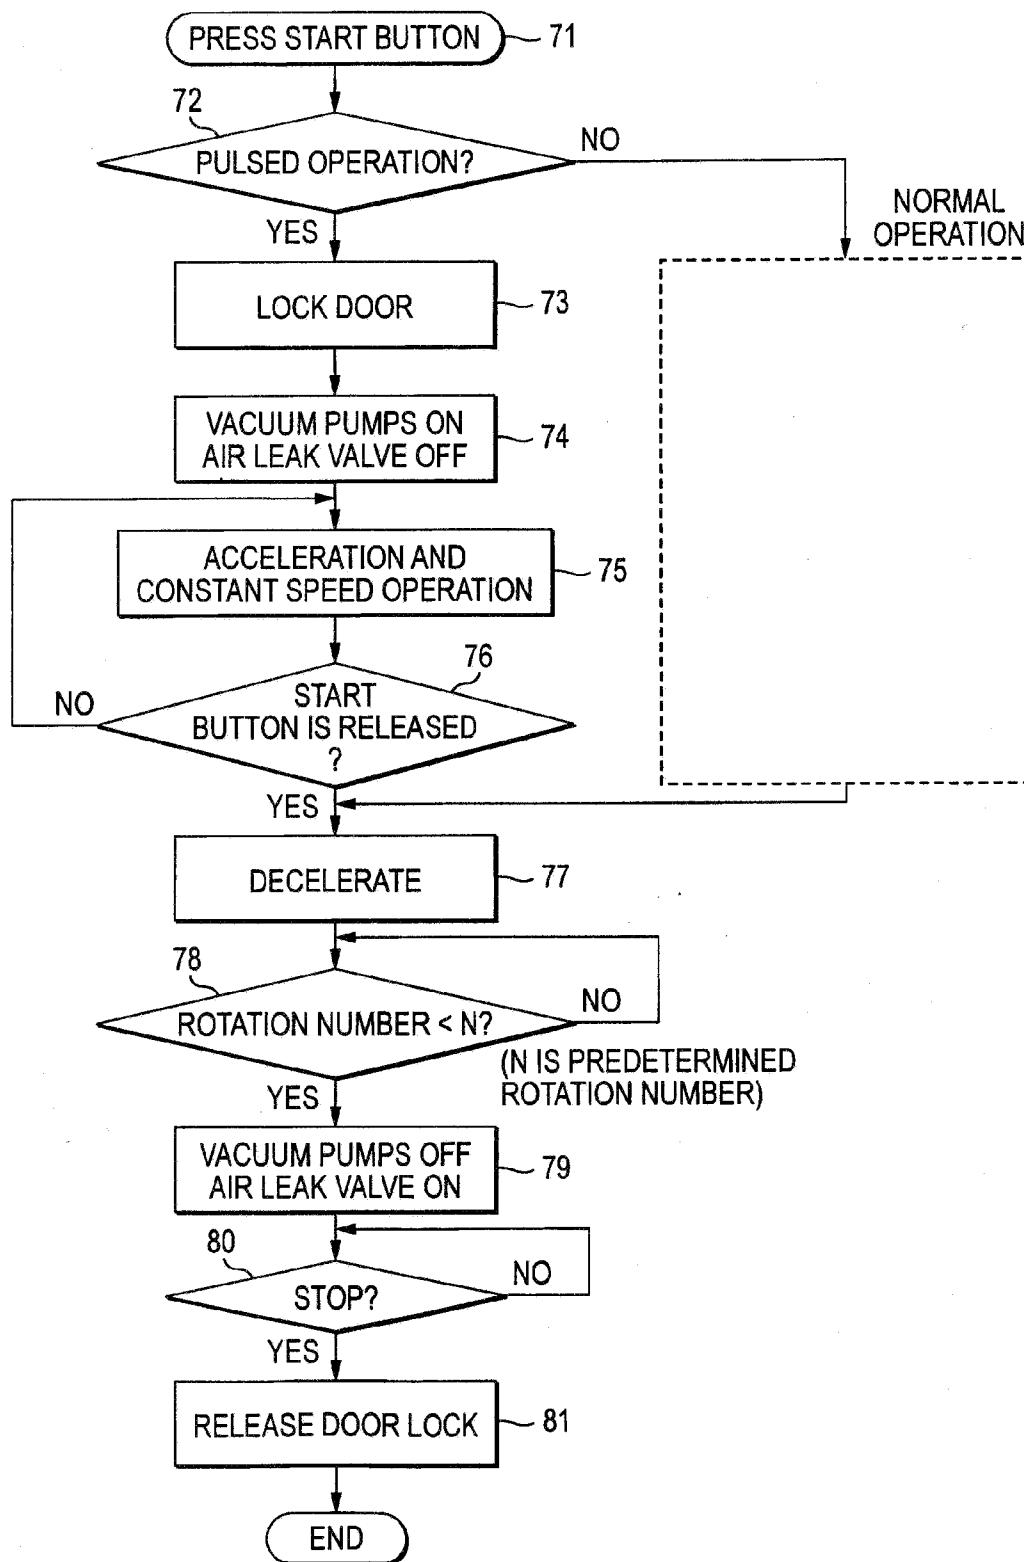 PRESS START BUTTON
71
72
PULSED OPERATION?
NO
NORMAL
OPERATION
YES
LOCK DOOR
73
VACUUM PUMPS ON
AIR LEAK VALVE OFF
74
ACCELERATION AND
CONSTANT SPEED OPERATION
75
76
START
BUTTON IS RELEASED
?
NO
YES
DECELERATE
77
78
ROTATION NUMBER < N?
NO
(N IS PREDETERMINED
ROTATION NUMBER)
YES
VACUUM PUMPS OFF
AIR LEAK VALVE ON
79
80
STOP?
NO
YES
RELEASE DOOR LOCK
81
END